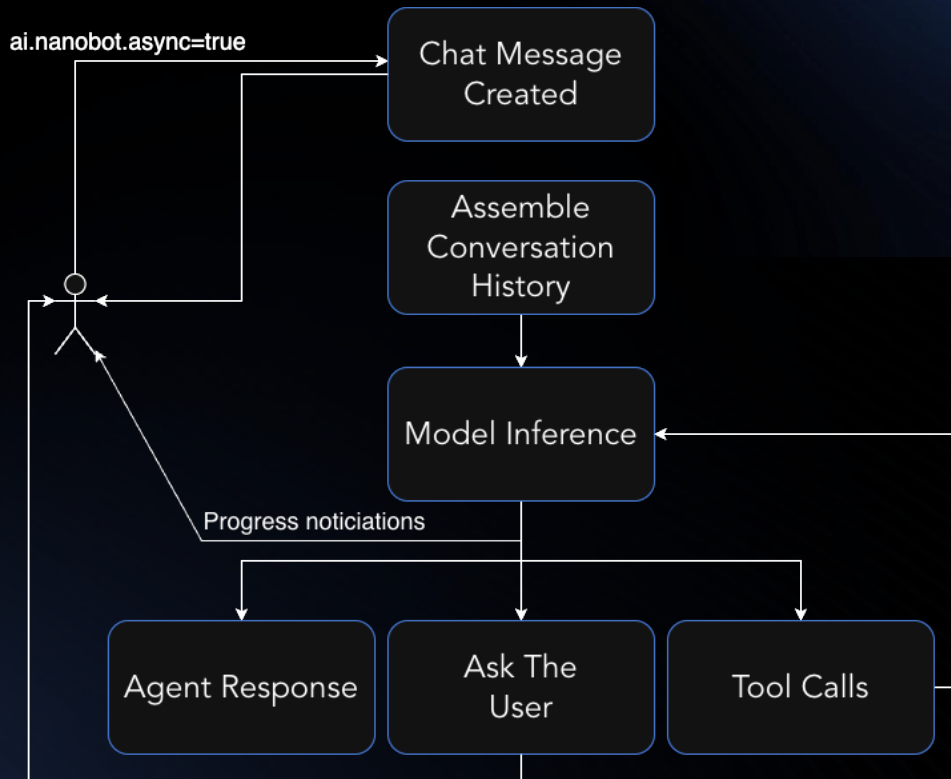 ai.nanobot.async=true
Chat Message
Created
Assemble
Conversation
History
Model Inference
Progress noticiations
Agent Response
Ask The
User
Tool Calls